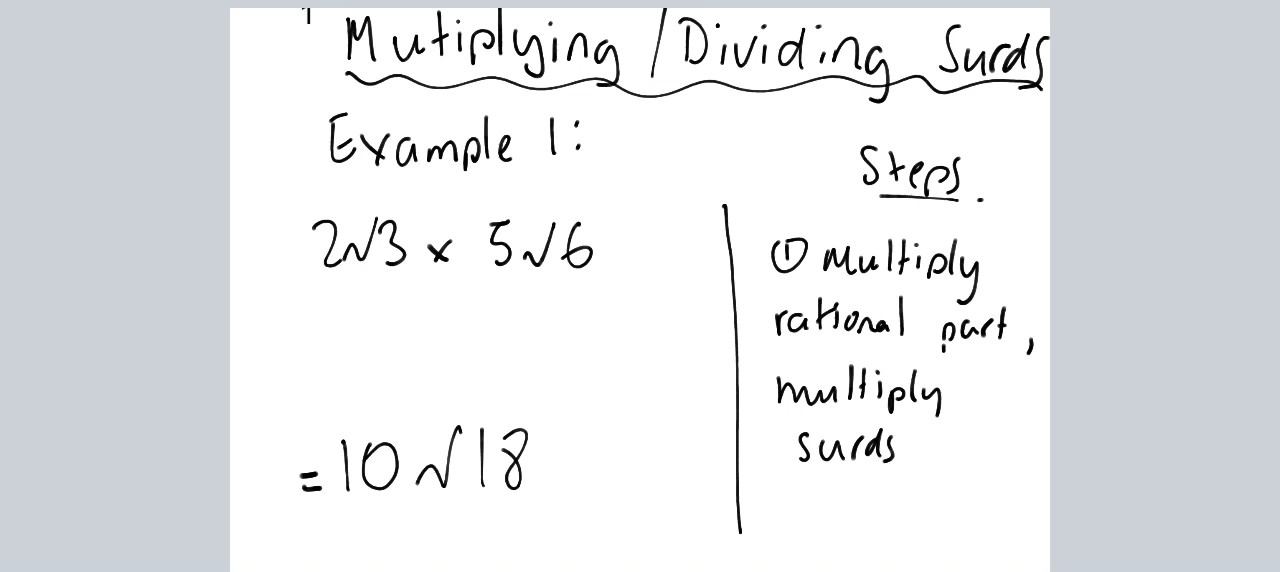 Mutiplying / Dividing Surds
Example 1:
Steps.
2√3 × 5√6
① Multiply
rational part,
multiply
surds
= 10√18